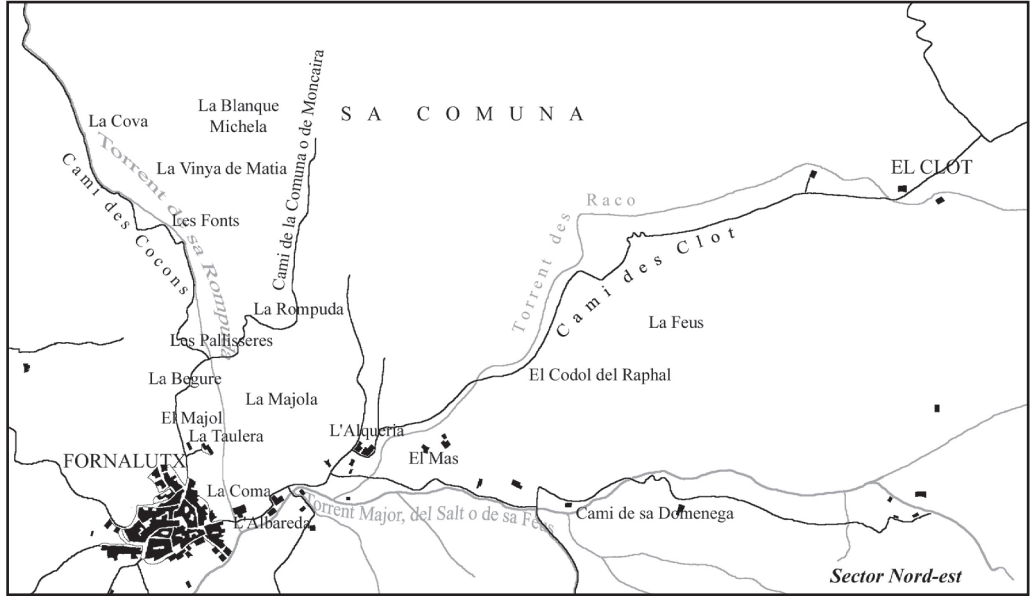 SA COMUNA
La Blanque
Michela
La Cova
Torrent de sa Rompuda
Cami des Cocons
La Vinya de Matia
Cami de la Comuna o de Moncaira
EL CLOT
Les Fonts
Torrent des Raco
Cami des Clot
La Rompuda
La Feus
Les Pallisseres
La Begure
El Codol del Raphal
La Majola
El Majol
La Taulera
L'Alqueria
El Mas
FORNALUTX
La Coma
L'Albareda
Torrent Major, del Salt o de sa Feus
Cami de sa Domenega
Sector Nord-est